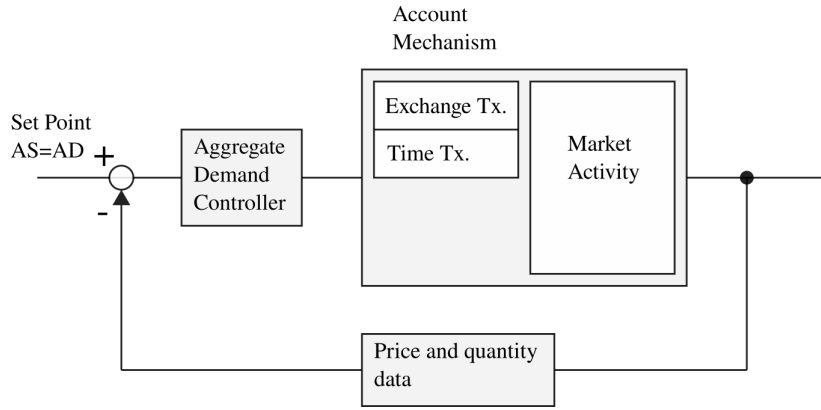 Account
Mechanism
Exchange Tx.
Time Tx.
Market
Activity
Set Point
AS=AD +
-
Aggregate
Demand
Controller
Price and quantity
data